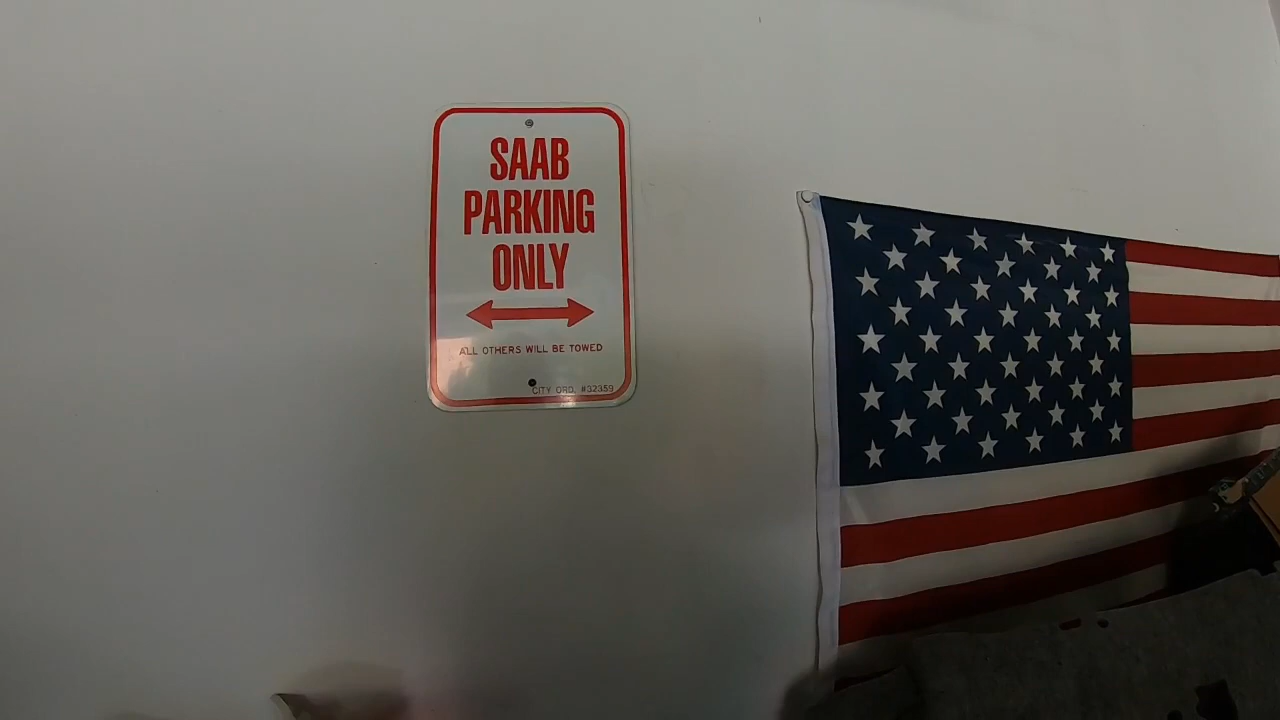 SAAB
PARKING
ONLY
ALL OTHERS WILL BE TOWED
CITY ORD. #32359